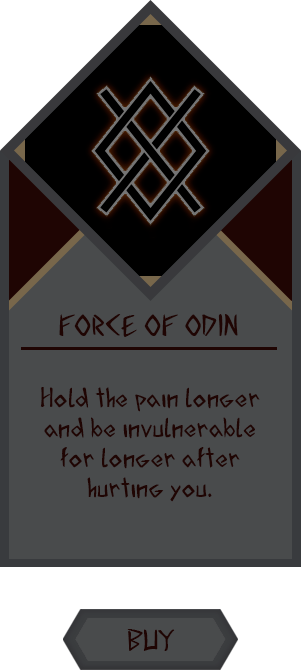 FORCE OF ODIN
Hold the pain longer
and be invulnerable
for longer after
hurting you.
BUY